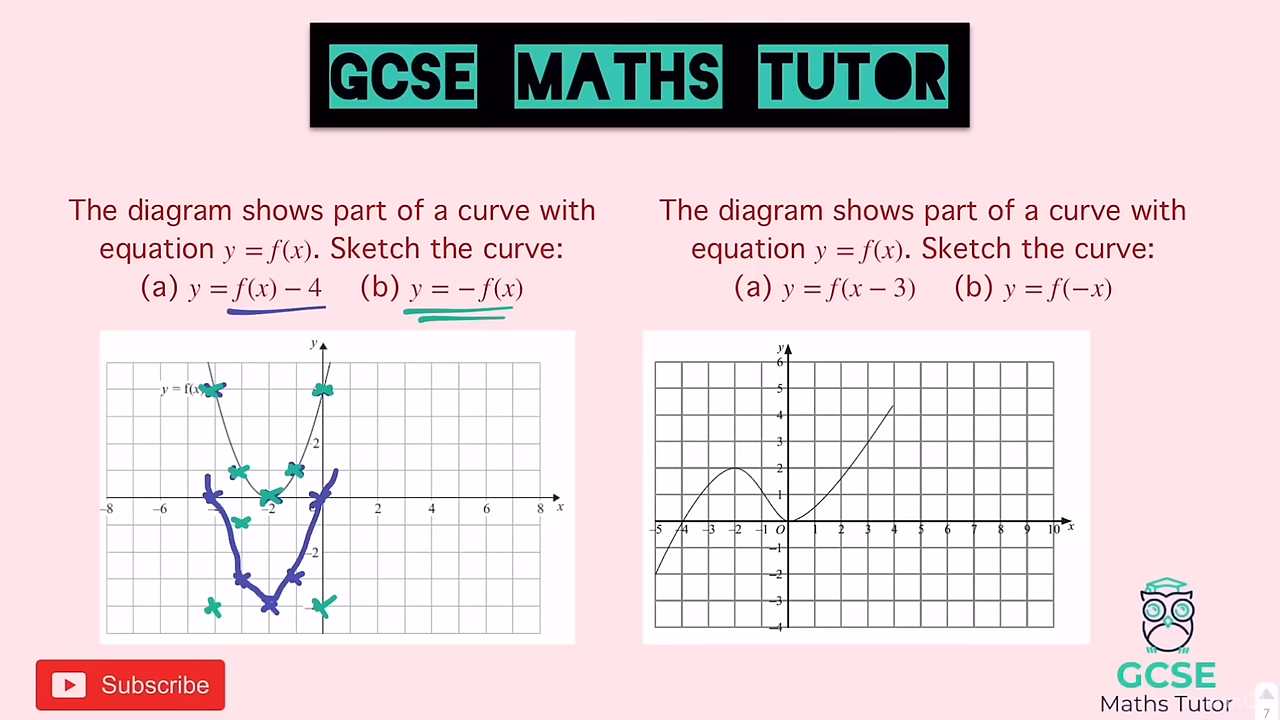 GCSE MATHS TUTOR
The diagram shows part of a curve with
equation y = f(x). Sketch the curve:
(a) y = f(x) − 4 (b) y = −f(x)
y
y = f(x
2
−8 −6 −2 2 4 6 8 x
−2
The diagram shows part of a curve with
equation y = f(x). Sketch the curve:
(a) y = f(x − 3) (b) y = f(−x)
y
6
5
4
3
2
1
−5 −4 −3 −2 −1 O 1 2 3 4 5 6 7 8 9 10 x
−1
−2
−3
−4
Subscribe
GCSE
Maths Tutor
7